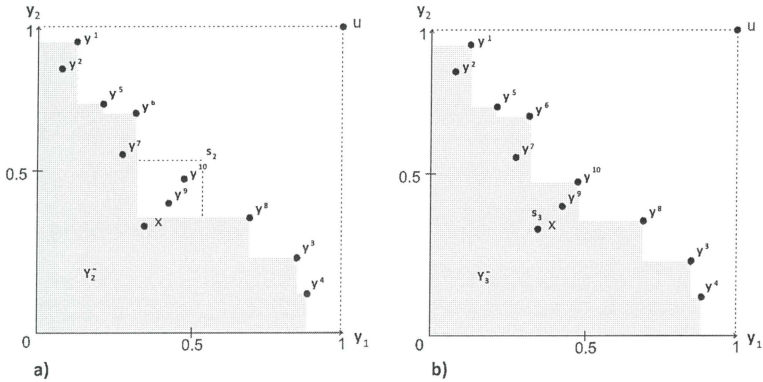 y₂
1
u
y¹
y²
y⁵
y⁶
y⁷
s₂
0.5
y¹⁰
y⁹
y⁸
X
y³
Y₂⁻
y⁴
0
0.5
1
y₁
a)
y₂
1
u
y¹
y²
y⁵
y⁶
y⁷
0.5
y¹⁰
y⁹
s₃
X
y⁸
y³
Y₃⁻
y⁴
0
0.5
1
y₁
b)